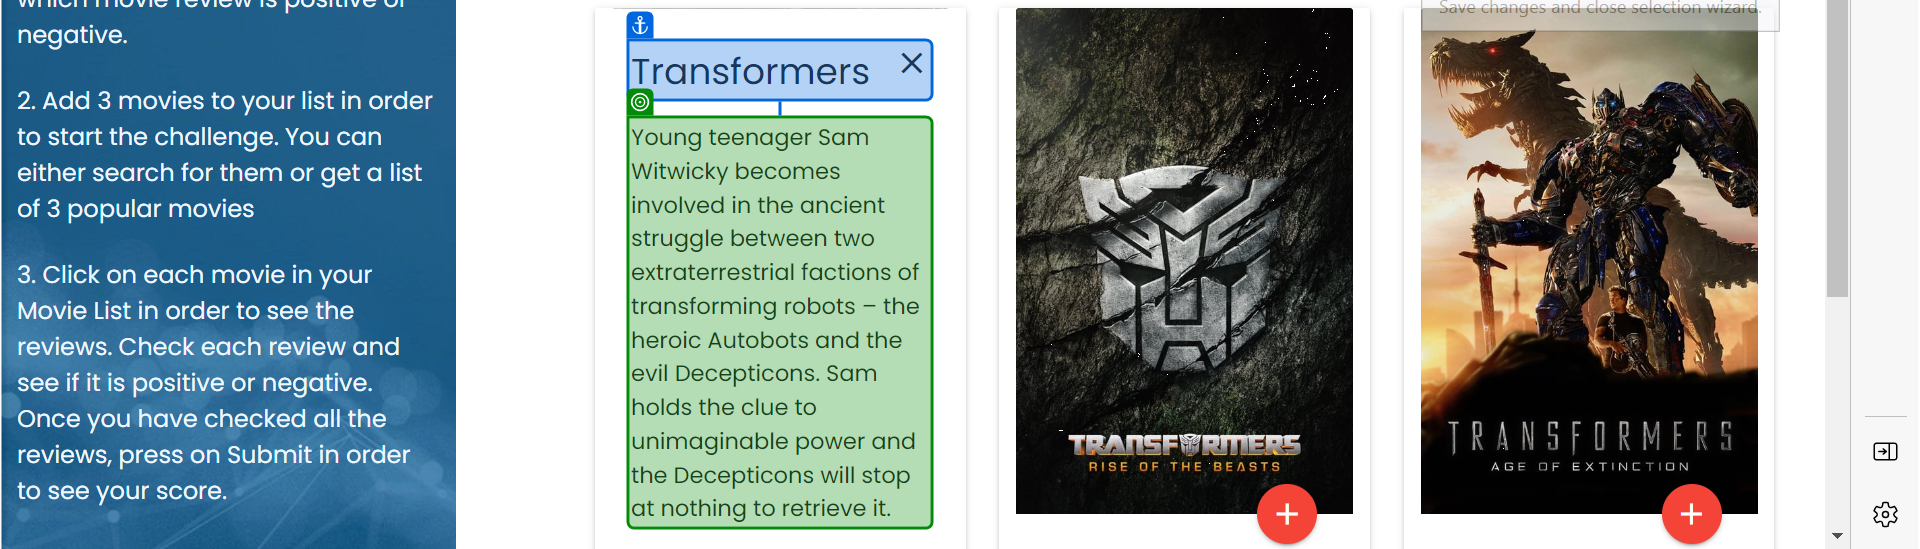 which movie review is positive or
negative.
2. Add 3 movies to your list in order
to start the challenge. You can
either search for them or get a list
of 3 popular movies
3. Click on each movie in your
Movie List in order to see the
reviews. Check each review and
see if it is positive or negative.
Once you have checked all the
reviews, press on Submit in order
to see your score.
Transformers
Young teenager Sam
Witwicky becomes
involved in the ancient
struggle between two
extraterrestrial factions of
transforming robots – the
heroic Autobots and the
evil Decepticons. Sam
holds the clue to
unimaginable power and
the Decepticons will stop
at nothing to retrieve it.
TRANSFORMERS
RISE OF THE BEASTS
Save changes and close selection wizard.
TRANSFORMERS
AGE OF EXTINCTION